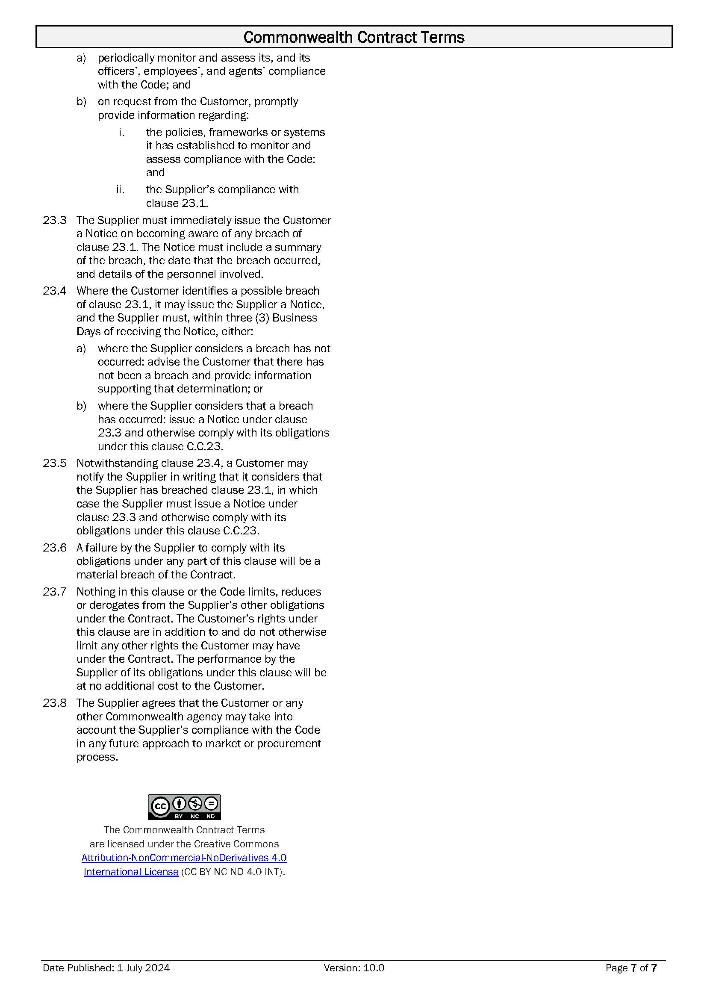 Commonwealth Contract Terms
a) periodically monitor and assess its, and its
officers’, employees’, and agents’ compliance
with the Code; and
b) on request from the Customer, promptly
provide information regarding:
i. the policies, frameworks or systems
it has established to monitor and
assess compliance with the Code;
and
ii. the Supplier’s compliance with
clause 23.1.
23.3 The Supplier must immediately issue the Customer
a Notice on becoming aware of any breach of
clause 23.1. The Notice must include a summary
of the breach, the date that the breach occurred,
and details of the personnel involved.
23.4 Where the Customer identifies a possible breach
of clause 23.1, it may issue the Supplier a Notice,
and the Supplier must, within three (3) Business
Days of receiving the Notice, either:
a) where the Supplier considers a breach has not
occurred: advise the Customer that there has
not been a breach and provide information
supporting that determination; or
b) where the Supplier considers that a breach
has occurred: issue a Notice under clause
23.3 and otherwise comply with its obligations
under this clause C.C.23.
23.5 Notwithstanding clause 23.4, a Customer may
notify the Supplier in writing that it considers that
the Supplier has breached clause 23.1, in which
case the Supplier must issue a Notice under
clause 23.3 and otherwise comply with its
obligations under this clause C.C.23.
23.6 A failure by the Supplier to comply with its
obligations under any part of this clause will be a
material breach of the Contract.
23.7 Nothing in this clause or the Code limits, reduces
or derogates from the Supplier’s other obligations
under the Contract. The Customer’s rights under
this clause are in addition to and do not otherwise
limit any other rights the Customer may have
under the Contract. The performance by the
Supplier of its obligations under this clause will be
at no additional cost to the Customer.
23.8 The Supplier agrees that the Customer or any
other Commonwealth agency may take into
account the Supplier’s compliance with the Code
in any future approach to market or procurement
process.
cc
BY NC ND
The Commonwealth Contract Terms
are licensed under the Creative Commons
Attribution-NonCommercial-NoDerivatives 4.0
International License (CC BY NC ND 4.0 INT).
Date Published: 1 July 2024 Version: 10.0 Page 7 of 7